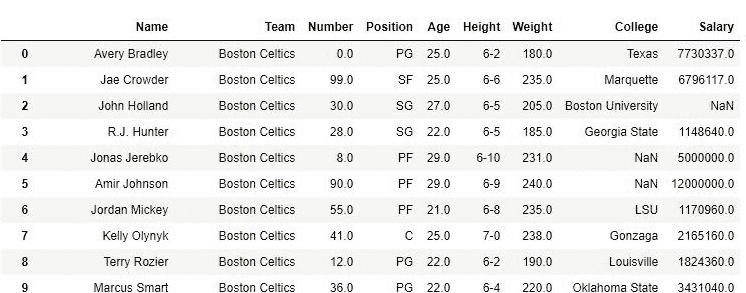 Name Team Number Position Age Height Weight College Salary
0 Avery Bradley Boston Celtics 0.0 PG 25.0 6-2 180.0 Texas 7730337.0
1 Jae Crowder Boston Celtics 99.0 SF 25.0 6-6 235.0 Marquette 6796117.0
2 John Holland Boston Celtics 30.0 SG 27.0 6-5 205.0 Boston University NaN
3 R.J. Hunter Boston Celtics 28.0 SG 22.0 6-5 185.0 Georgia State 1148640.0
4 Jonas Jerebko Boston Celtics 8.0 PF 29.0 6-10 231.0 NaN 5000000.0
5 Amir Johnson Boston Celtics 90.0 PF 29.0 6-9 240.0 NaN 12000000.0
6 Jordan Mickey Boston Celtics 55.0 PF 21.0 6-8 235.0 LSU 1170960.0
7 Kelly Olynyk Boston Celtics 41.0 C 25.0 7-0 238.0 Gonzaga 2165160.0
8 Terry Rozier Boston Celtics 12.0 PG 22.0 6-2 190.0 Louisville 1824360.0
9 Marcus Smart Boston Celtics 36.0 PG 22.0 6-4 220.0 Oklahoma State 3431040.0